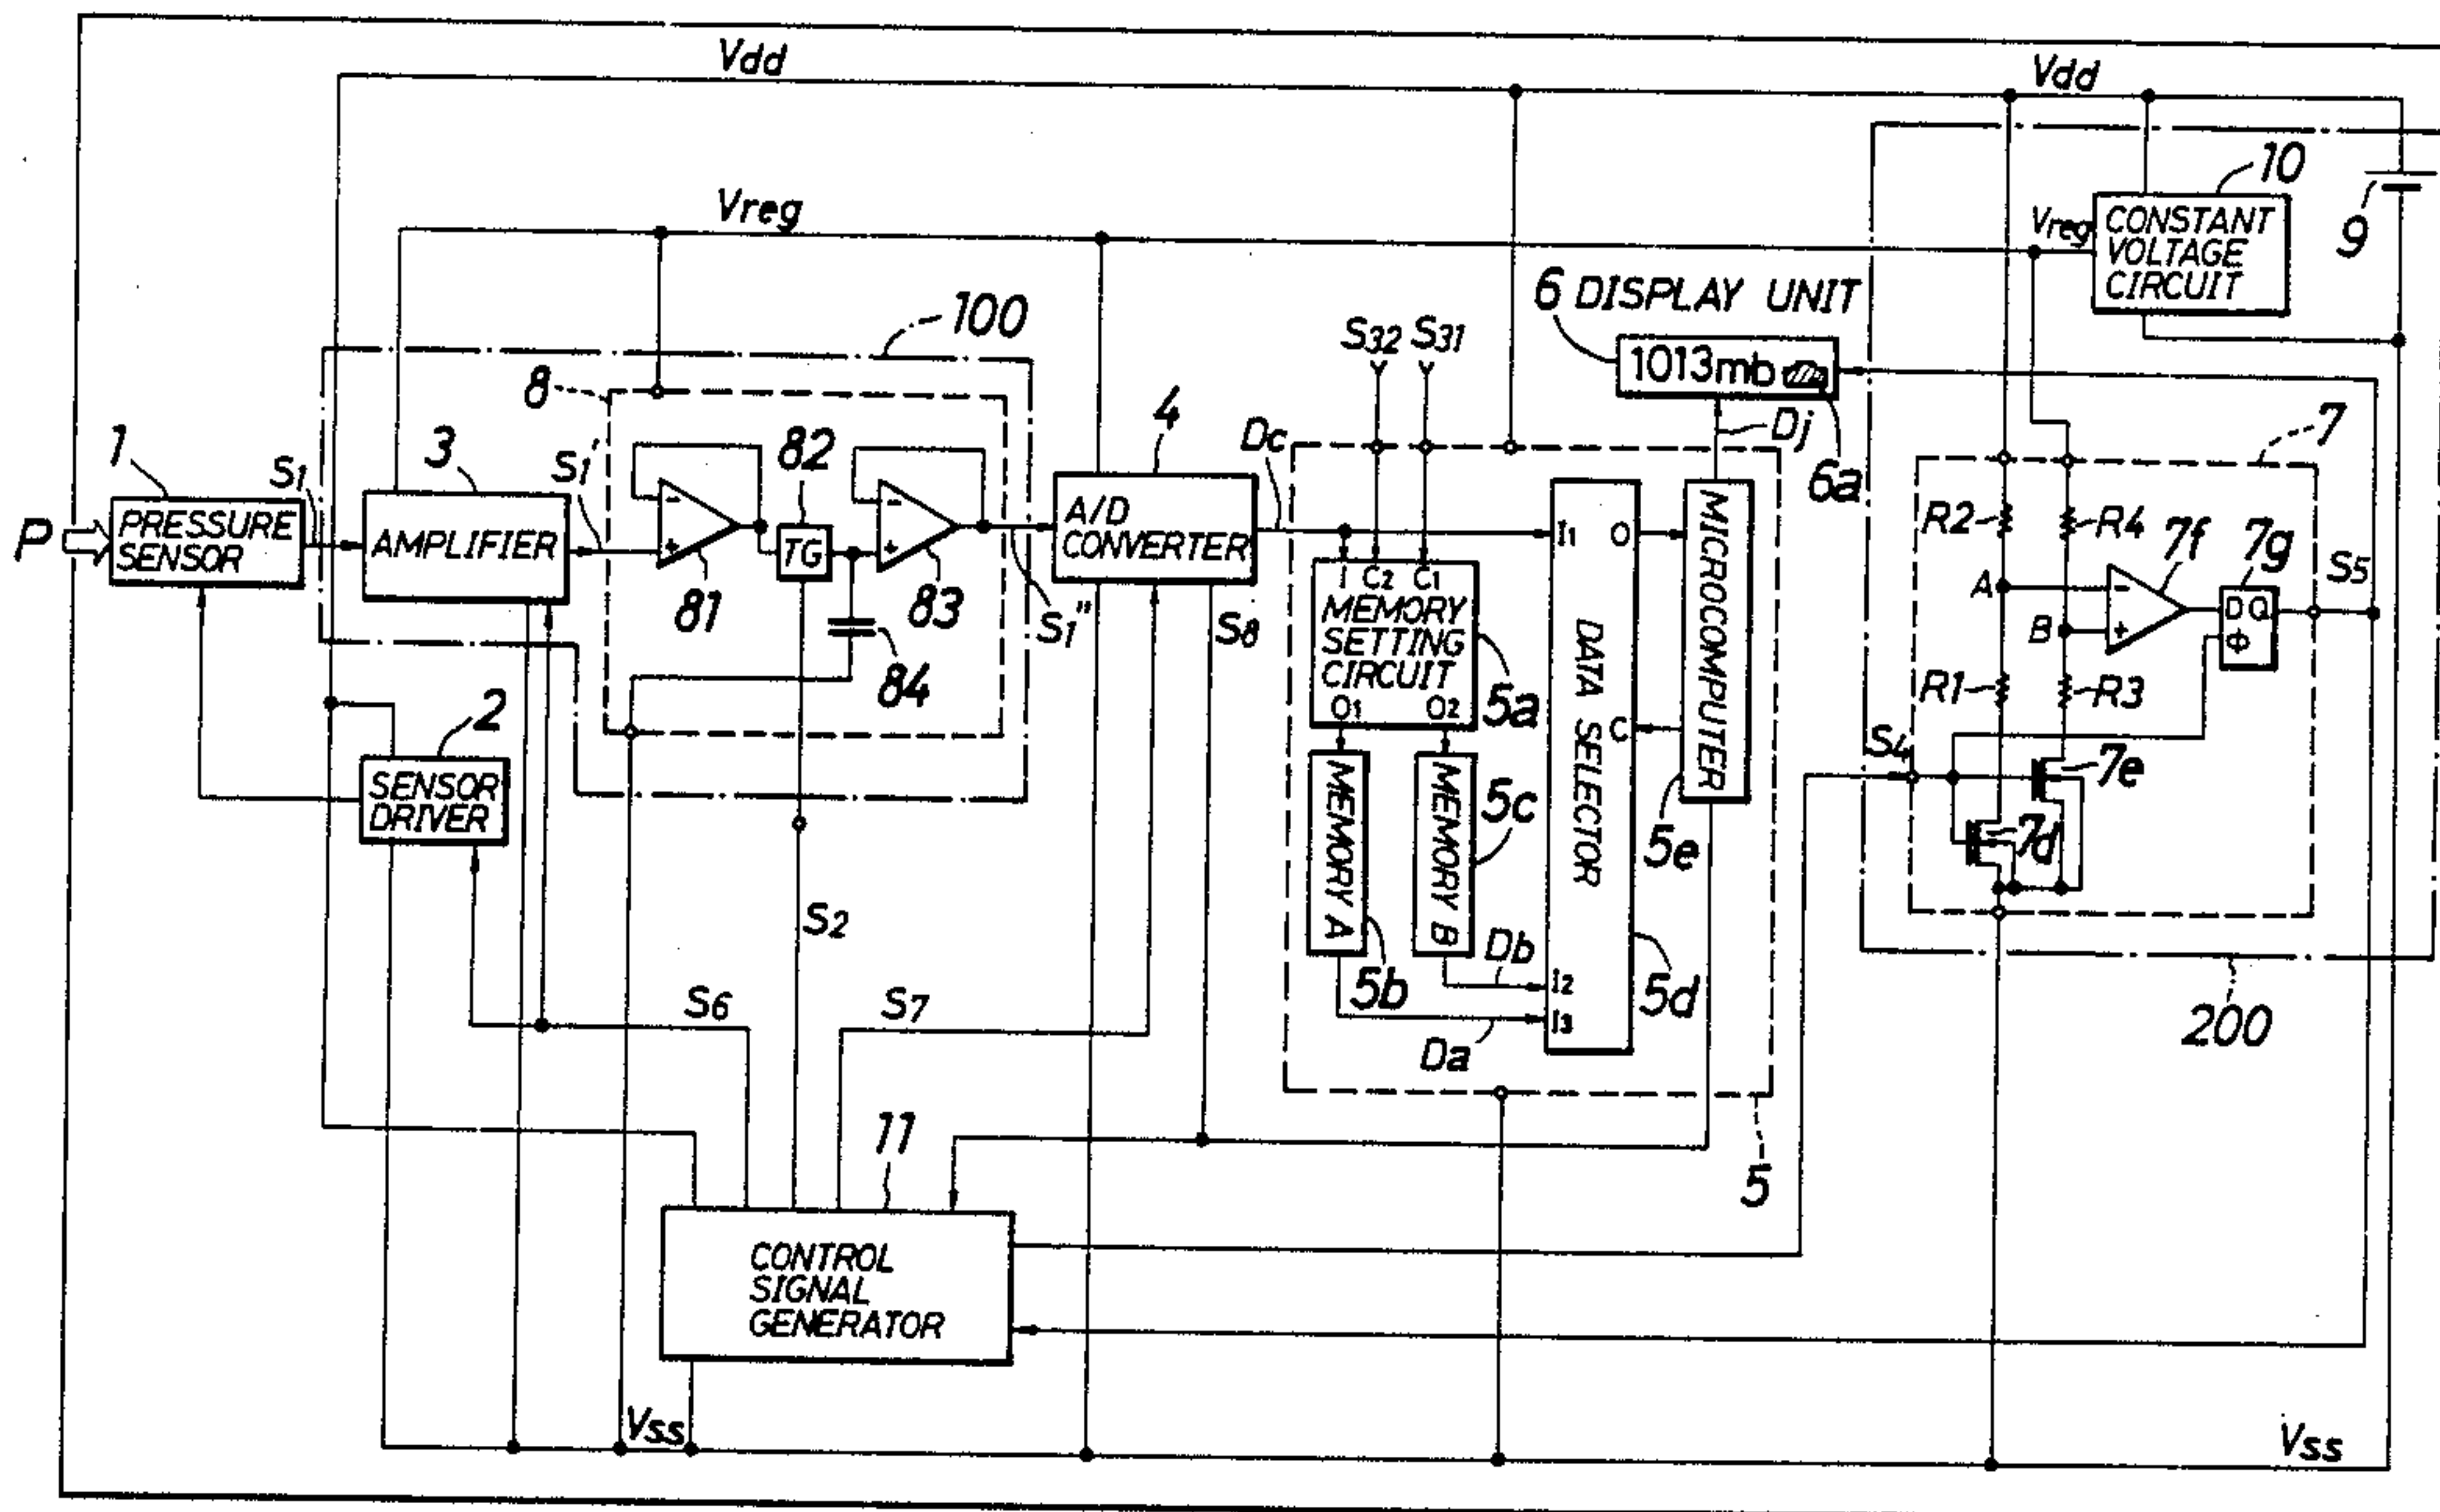 Vdd
Vdd
Vreg
10
Vreg
CONSTANT
VOLTAGE
CIRCUIT
9
100
6 DISPLAY UNIT
1013mb
6a
S32
S31
8
1
S1
3
S1'
82
4
Dc
Dj
7
P
PRESSURE
SENSOR
AMPLIFIER
-
+
81
TG
-
+
83
84
S1"
A/D
CONVERTER
S8
I
C2
C1
MEMORY
SETTING
CIRCUIT
O1
O2
5a
I1
O
C
I2
I3
DATA SELECTOR
5d
MICROCOMPUTER
5e
MEMORY A
5b
MEMORY B
5c
Db
Da
5
R2
R4
7f
7g
S5
A
-
B
+
D Q
Φ
R1
R3
S4
7e
7d
200
2
SENSOR
DRIVER
S2
S6
S7
11
CONTROL
SIGNAL
GENERATOR
Vss
Vss